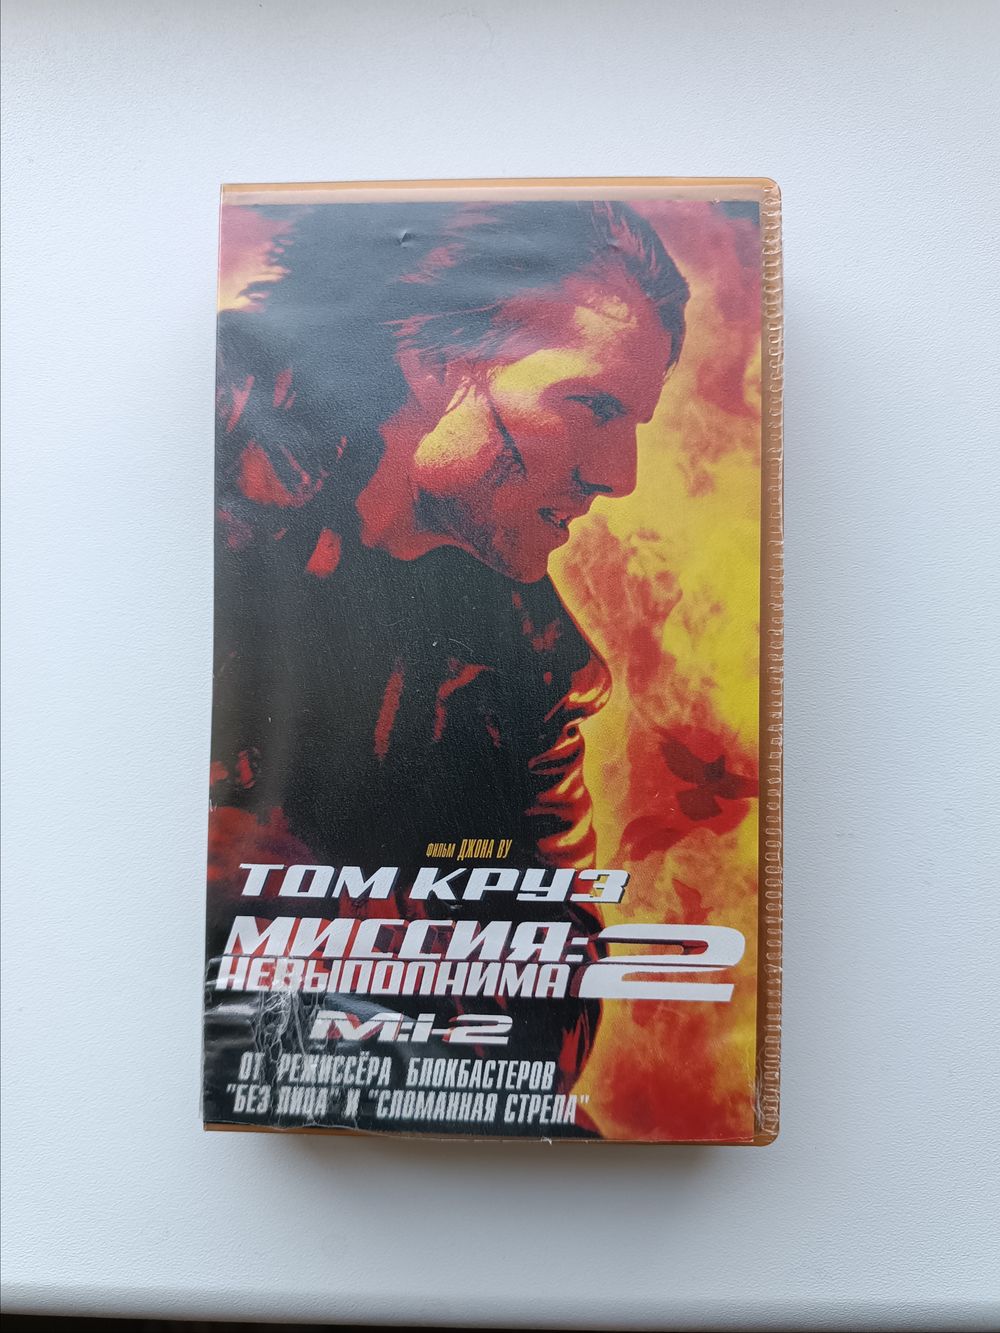 ФИЛЬМ ДЖОНА ВУ
ТОМ КРУЗ
МИССИЯ:
НЕВЫПОЛНИМА 2
M:I-2
ОТ РЕЖИССЁРА БЛОКБАСТЕРОВ
"БЕЗ ЛИЦА" И "СЛОМАННАЯ СТРЕЛА"